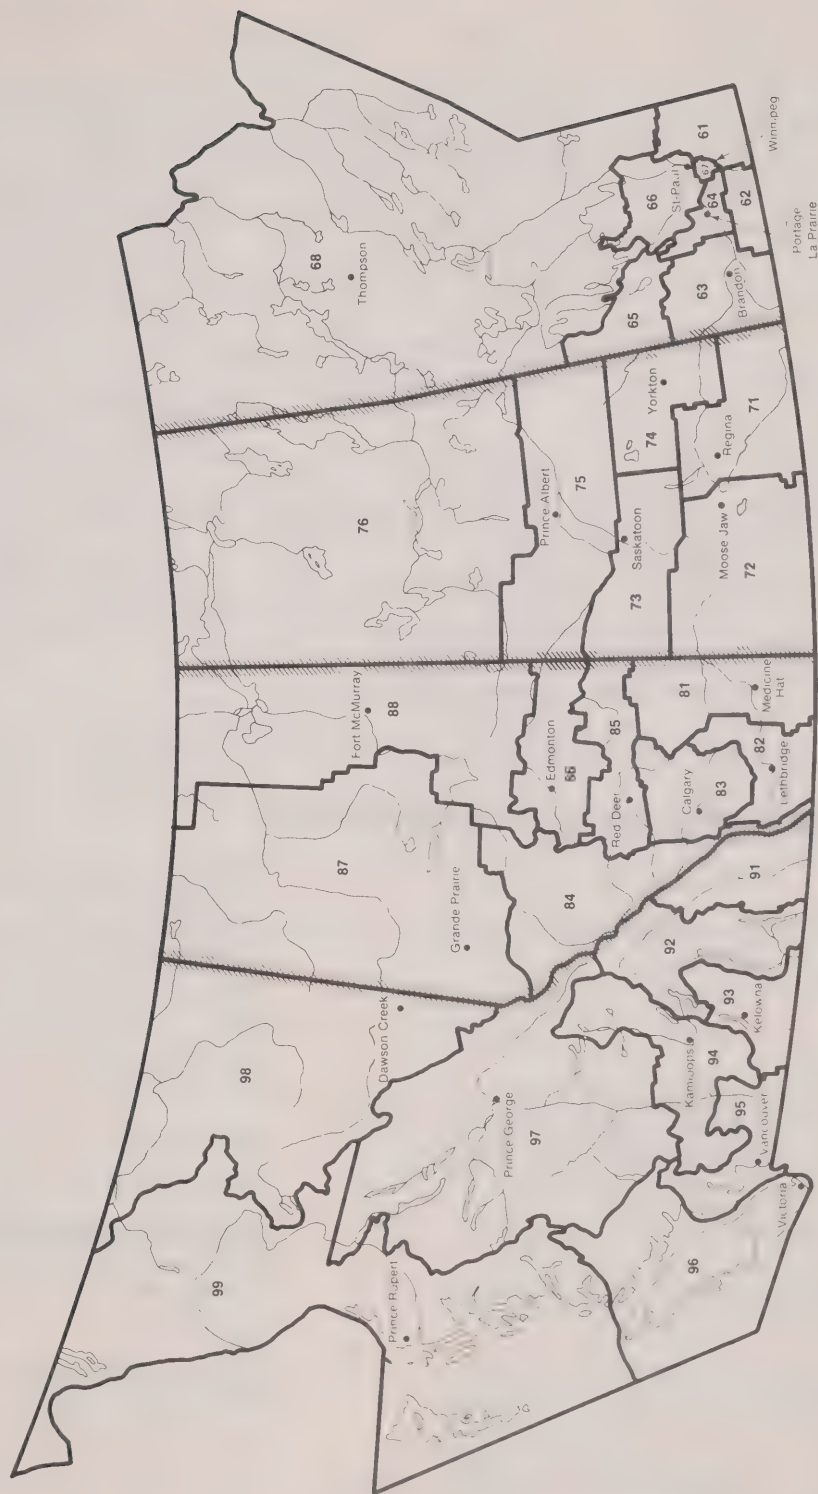 99
98
97
96
Prince Rupert
Prince George
Dawson Creek
Victoria
Vancouver
95
94
Kamloops
93
Kelowna
92
91
87
Grande Prairie
84
88
Fort McMurray
Edmonton
86
85
Red Deer
Calgary
83
82
Lethbridge
81
Medicine
Hat
76
75
Prince Albert
73
Saskatoon
74
Yorkton
72
Moose Jaw
71
Regina
68
Thompson
65
66
63
Brandon
64
St-Paul
67
62
61
Portage
La Prairie
Winnipeg